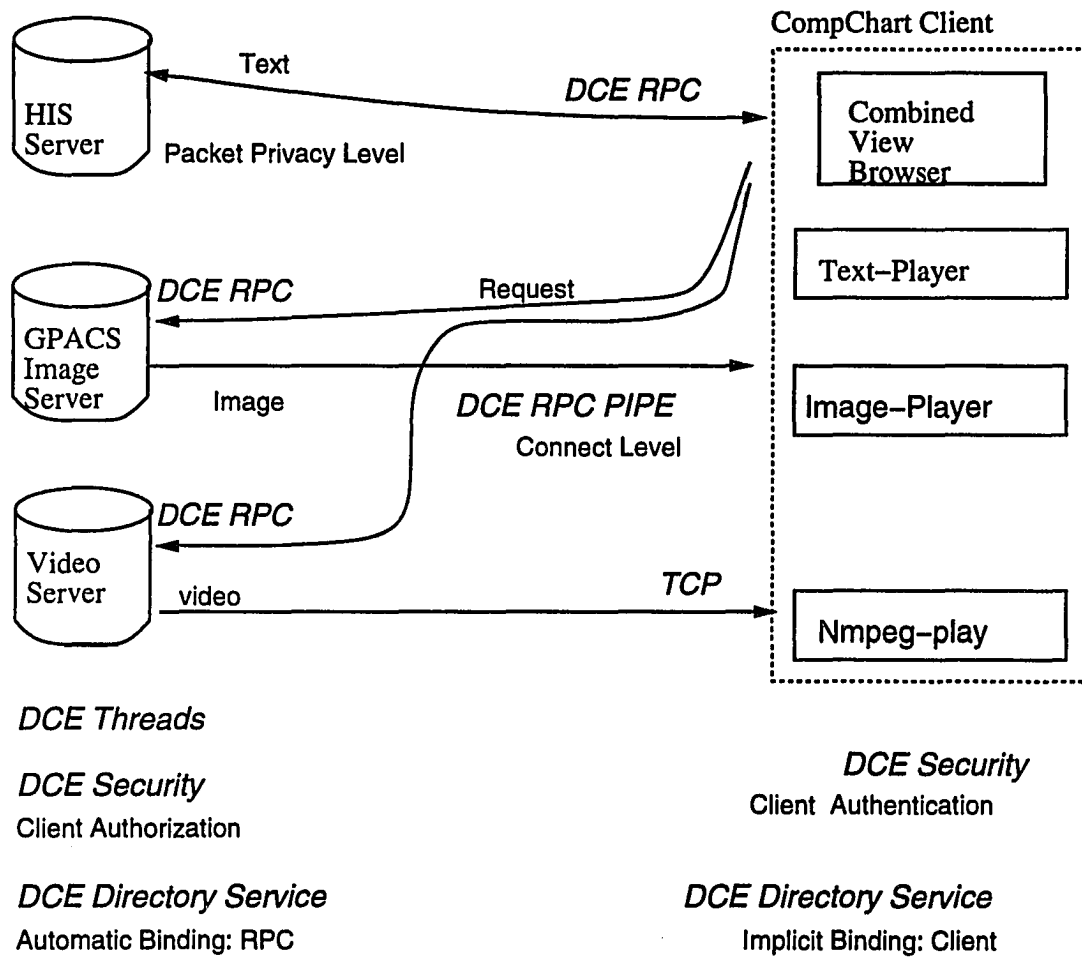 CompChart Client
Text
DCE RPC
HIS
Server
Packet Privacy Level
Combined
View
Browser
Text–Player
DCE RPC
Request
GPACS
Image
Server
Image
DCE RPC PIPE
Connect Level
Image–Player
DCE RPC
Video
Server
video
TCP
Nmpeg–play
DCE Threads
DCE Security
Client Authorization
DCE Security
Client Authentication
DCE Directory Service
Automatic Binding: RPC
DCE Directory Service
Implicit Binding: Client